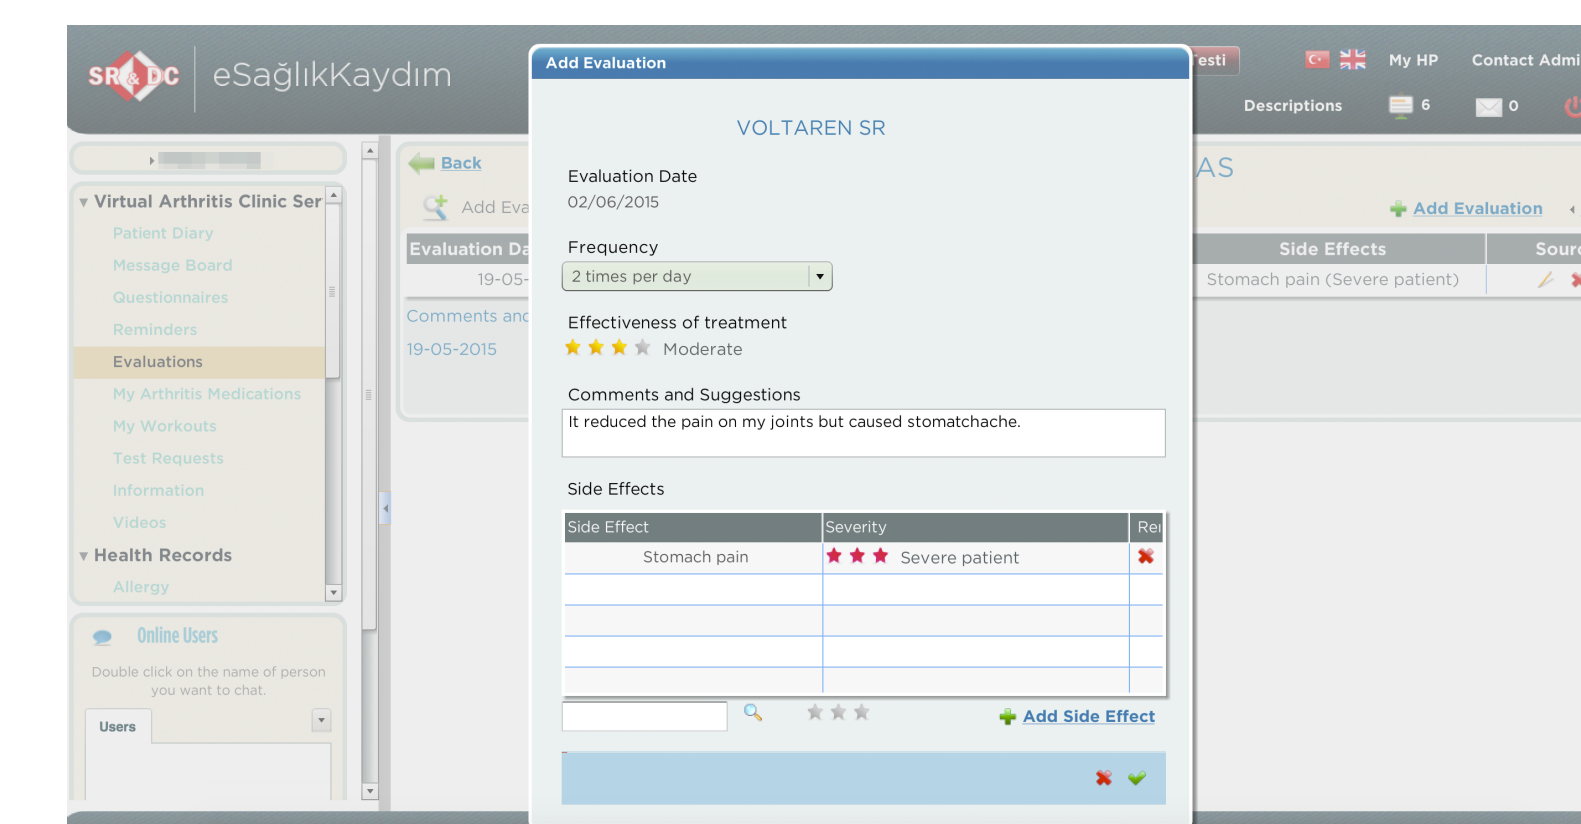 SR&DC
eSağlıkKaydım
Testi
My HP
Contact Admi
Descriptions
6
0
Add Evaluation
VOLTAREN SR
Evaluation Date
02/06/2015
Frequency
2 times per day
Effectiveness of treatment
Moderate
Comments and Suggestions
It reduced the pain on my joints but caused stomatchache.
Side Effects
Side Effect
Severity
Rei
Stomach pain
Severe patient
Add Side Effect
Virtual Arthritis Clinic Ser
Patient Diary
Message Board
Questionnaires
Reminders
Evaluations
My Arthritis Medications
My Workouts
Test Requests
Information
Videos
Health Records
Allergy
Online Users
Double click on the name of person
you want to chat.
Users
Back
Add Eva
Evaluation Da
19-05-
Comments and
19-05-2015
AS
Add Evaluation
Side Effects
Sourc
Stomach pain (Severe patient)